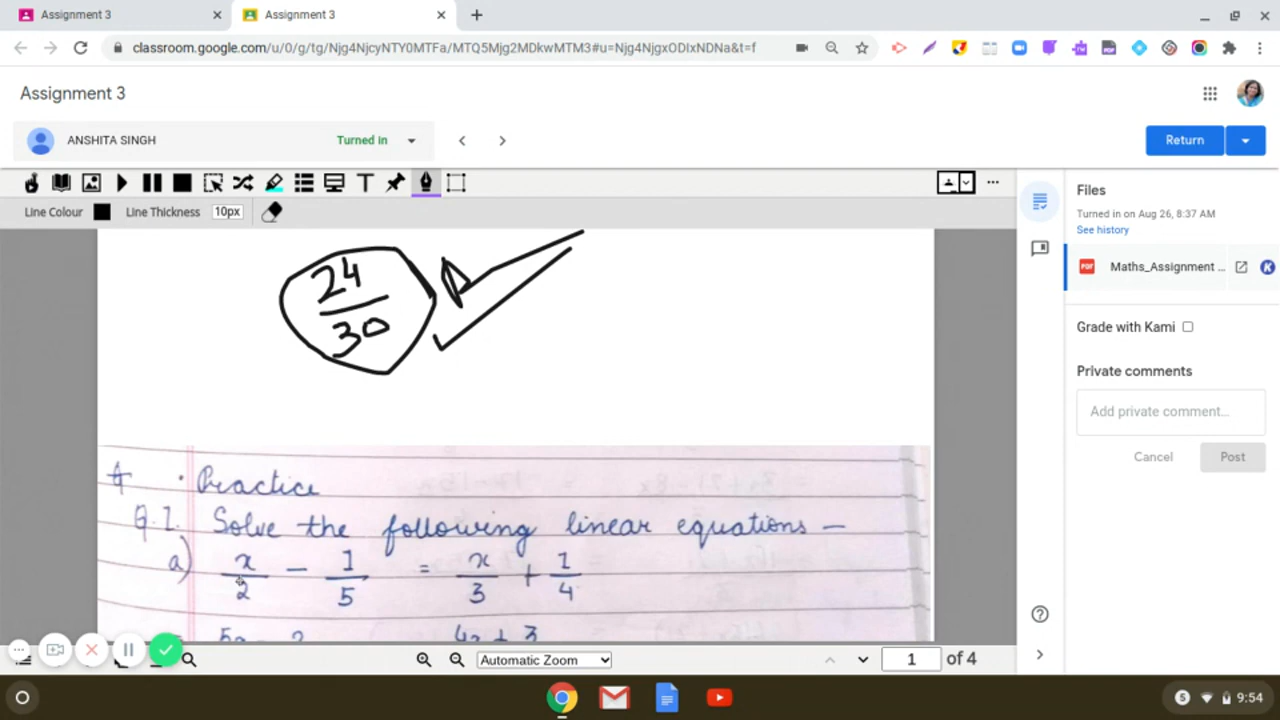 Assignment 3
Assignment 3
classroom.google.com/u/0/g/tg/Njg4NjcyNTY0MTFa/MTQ5Mjg2MDkwMTM3#u=Njg4NjgxODIxNDNa&t=f
Assignment 3
ANSHITA SINGH
Turned in
Return
Line Colour
Line Thickness
10px
Files
Turned in on Aug 26, 8:37 AM
See history
PDF
Maths_Assignment ...
Grade with Kami
Private comments
Add private comment...
Cancel
Post
24
30
Practice
Q.1. Solve the following linear equations –
a) x/2 – 1/5 = x/3 + 1/4
Automatic Zoom
1
of 4
S
9:54